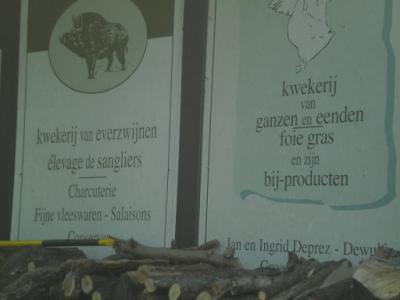 kwekerij van everzwijnen
élevage de sangliers
Charcuterie
Fijne vleeswaren - Salaisons
Conserven
kwekerij
van
ganzen en eenden
foie gras
en zijn
bij-producten
Jan en Ingrid Deprez -